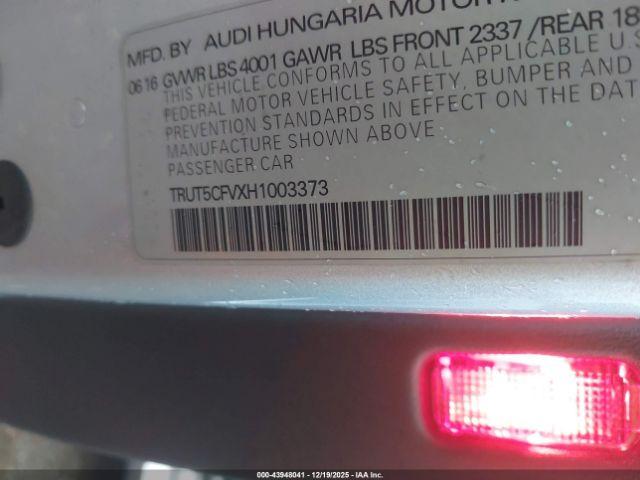 MFD. BY AUDI HUNGARIA MOTOR
06 16 GVWR LBS 4001 GAWR LBS FRONT 2337 /REAR 18
THIS VEHICLE CONFORMS TO ALL APPLICABLE U.S
FEDERAL MOTOR VEHICLE SAFETY, BUMPER AND
PREVENTION STANDARDS IN EFFECT ON THE DAT
MANUFACTURE SHOWN ABOVE
PASSENGER CAR
TRUT5CFVXH1003373
000-43948041 - 12/19/2025 - IAA Inc.